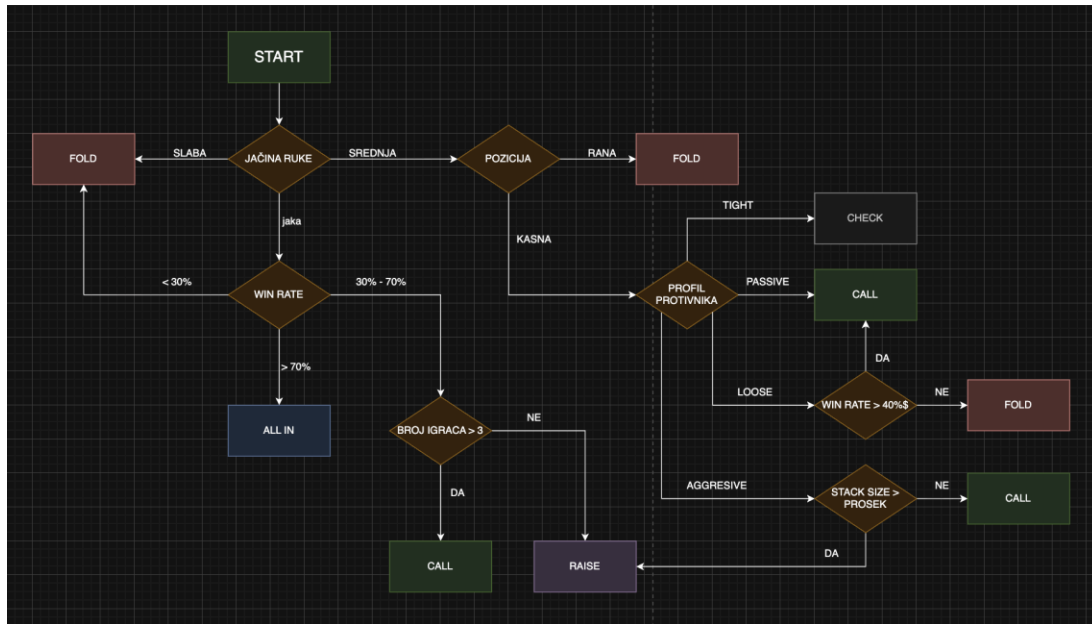 START
FOLD
SLABA
JAČINA RUKE
SREDNJA
POZICIJA
RANA
FOLD
TIGHT
CHECK
jaka
KASNA
< 30%
WIN RATE
30% - 70%
PROFIL
PROTIVNIKA
PASSIVE
CALL
> 70%
DA
LOOSE
WIN RATE > 40%$
NE
FOLD
ALL IN
BROJ IGRACA > 3
NE
DA
AGGRESIVE
STACK SIZE >
PROSEK
NE
CALL
DA
CALL
RAISE